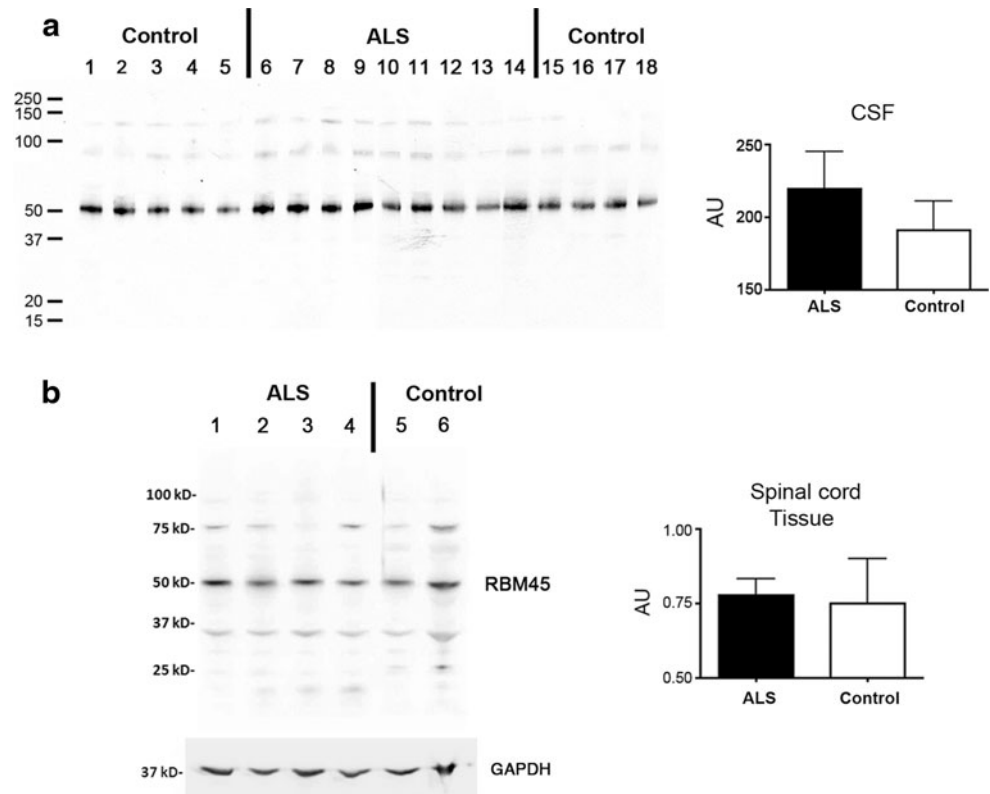 a
Control ALS Control
1 2 3 4 5 6 7 8 9 10 11 12 13 14 15 16 17 18
250
150
100
50
37
20
15
CSF
250
200
150
AU
ALS Control
b
ALS Control
1 2 3 4 5 6
100 kD-
75 kD-
50 kD-
37 kD-
25 kD-
RBM45
37 kD-
GAPDH
Spinal cord
Tissue
1.00
0.75
0.50
AU
ALS Control